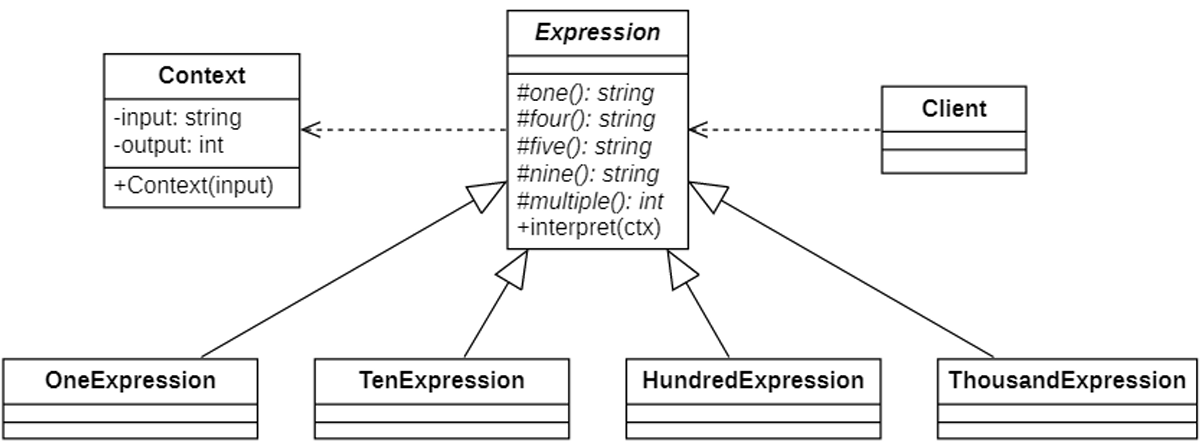 Expression
#one(): string
#four(): string
#five(): string
#nine(): string
#multiple(): int
+interpret(ctx)
Context
-input: string
-output: int
+Context(input)
Client
OneExpression
TenExpression
HundredExpression
ThousandExpression